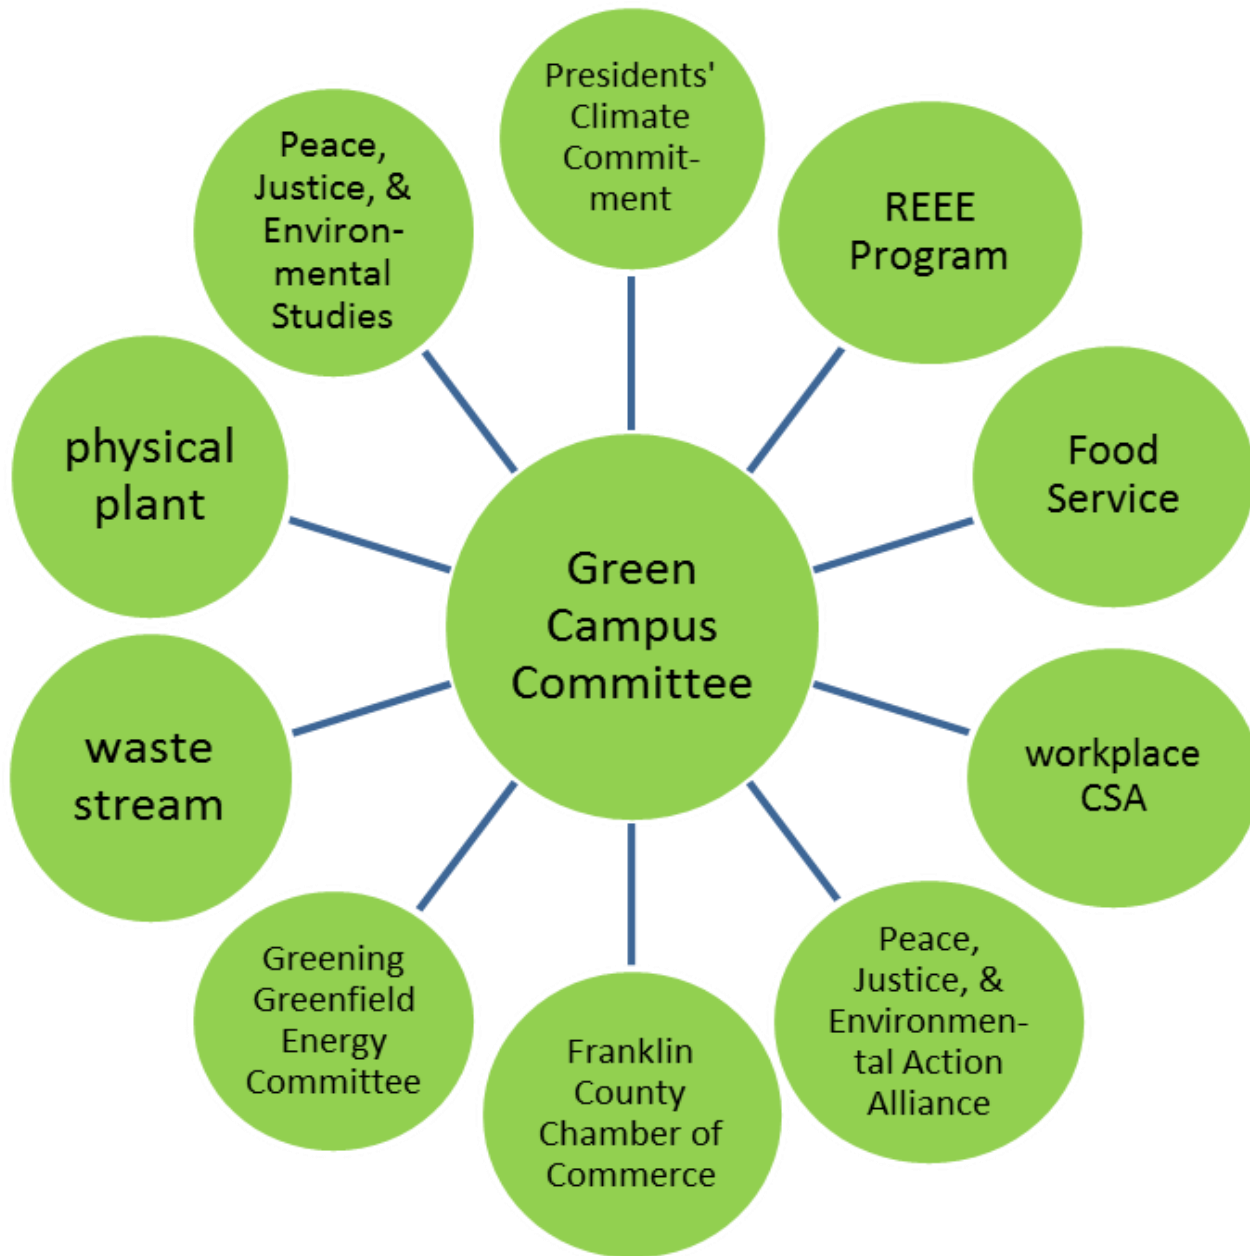 Presidents'
Climate
Commit-
ment
REEE
Program
Food
Service
workplace
CSA
Peace,
Justice, &
Environmen-
tal Action
Alliance
Franklin
County
Chamber of
Commerce
Greening
Greenfield
Energy
Committee
waste
stream
physical
plant
Peace,
Justice, &
Environ-
mental
Studies
Green
Campus
Committee